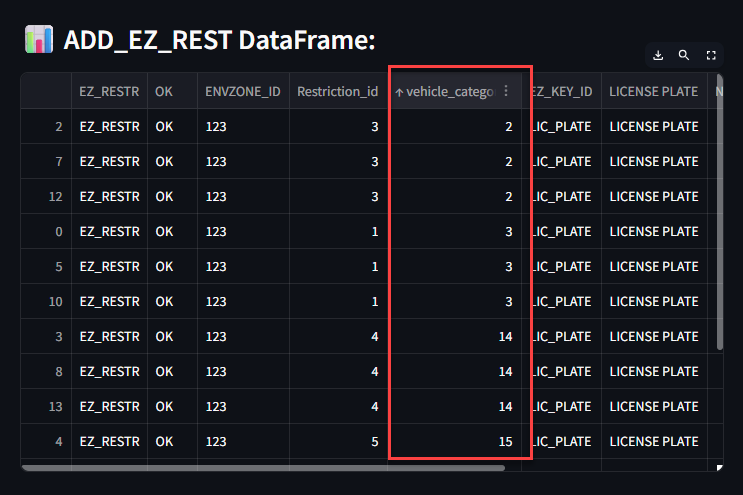 ADD_EZ_REST DataFrame:
EZ_RESTR OK ENVZONE_ID Restriction_id vehicle_catego EZ_KEY_ID LICENSE PLATE N
2 EZ_RESTR OK 123 3 2 LIC_PLATE LICENSE PLATE
7 EZ_RESTR OK 123 3 2 LIC_PLATE LICENSE PLATE
12 EZ_RESTR OK 123 3 2 LIC_PLATE LICENSE PLATE
0 EZ_RESTR OK 123 1 3 LIC_PLATE LICENSE PLATE
5 EZ_RESTR OK 123 1 3 LIC_PLATE LICENSE PLATE
10 EZ_RESTR OK 123 1 3 LIC_PLATE LICENSE PLATE
3 EZ_RESTR OK 123 4 14 LIC_PLATE LICENSE PLATE
8 EZ_RESTR OK 123 4 14 LIC_PLATE LICENSE PLATE
13 EZ_RESTR OK 123 4 14 LIC_PLATE LICENSE PLATE
4 EZ_RESTR OK 123 5 15 LIC_PLATE LICENSE PLATE